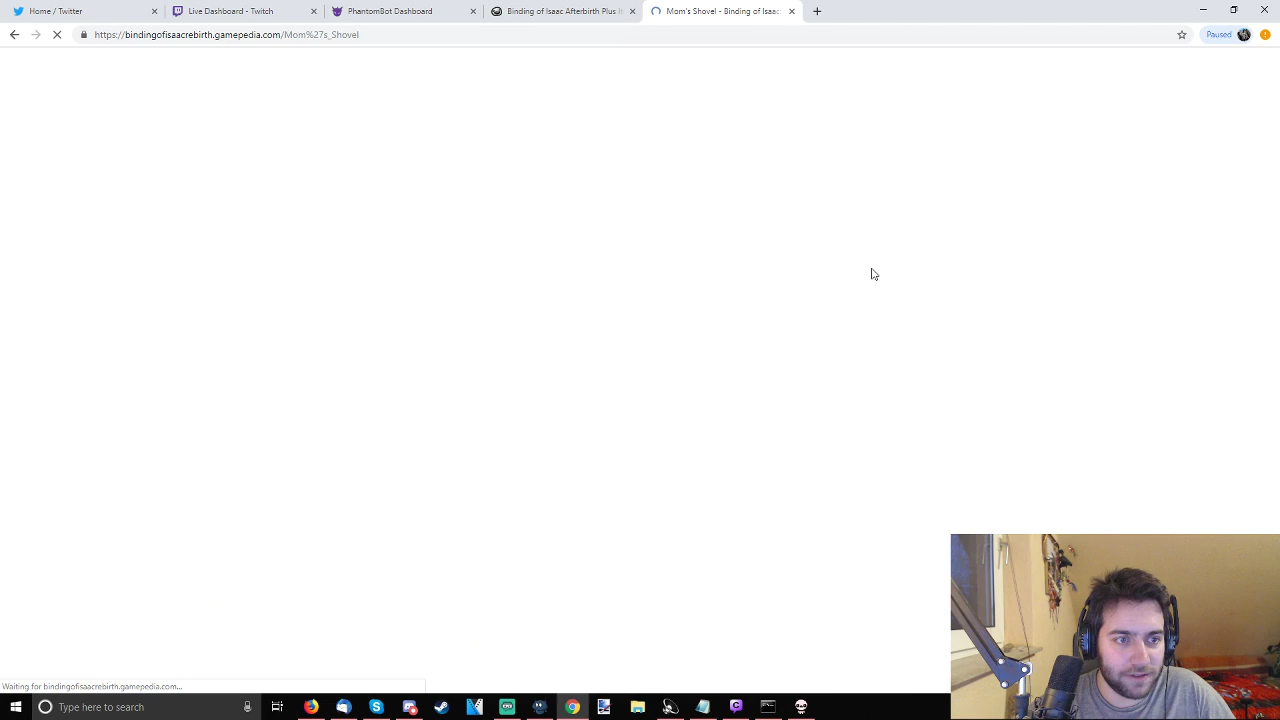 Home / Twitter
Live Dashboard - Twitch
PhantomBot Dashboard
Binding of Isaac Afterbirth Plus It
Mom's Shovel - Binding of Isaac:
https://bindingofisaacrebirth.gamepedia.com/Mom%27s_Shovel
Paused
Waiting for bindingofisaacrebirth.gamepedia.com...
Type here to search